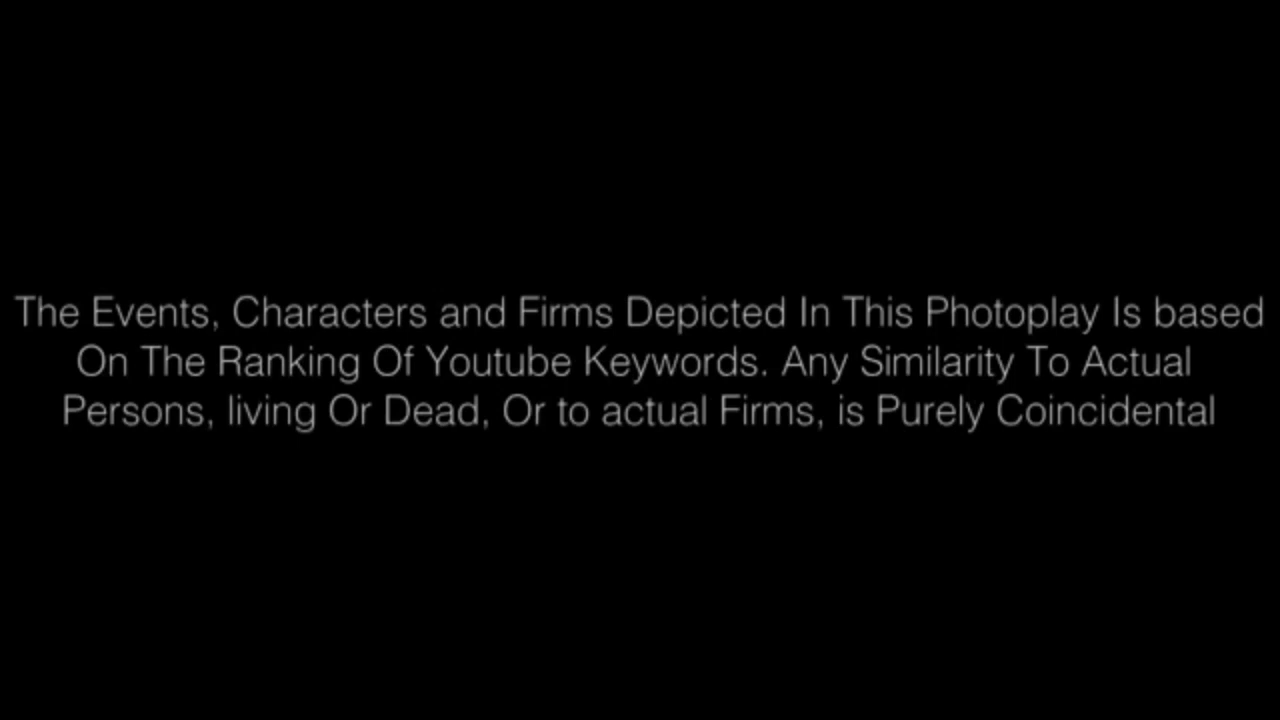 The Events, Characters and Firms Depicted In This Photoplay Is based
On The Ranking Of Youtube Keywords. Any Similarity To Actual
Persons, living Or Dead, Or to actual Firms, is Purely Coincidental